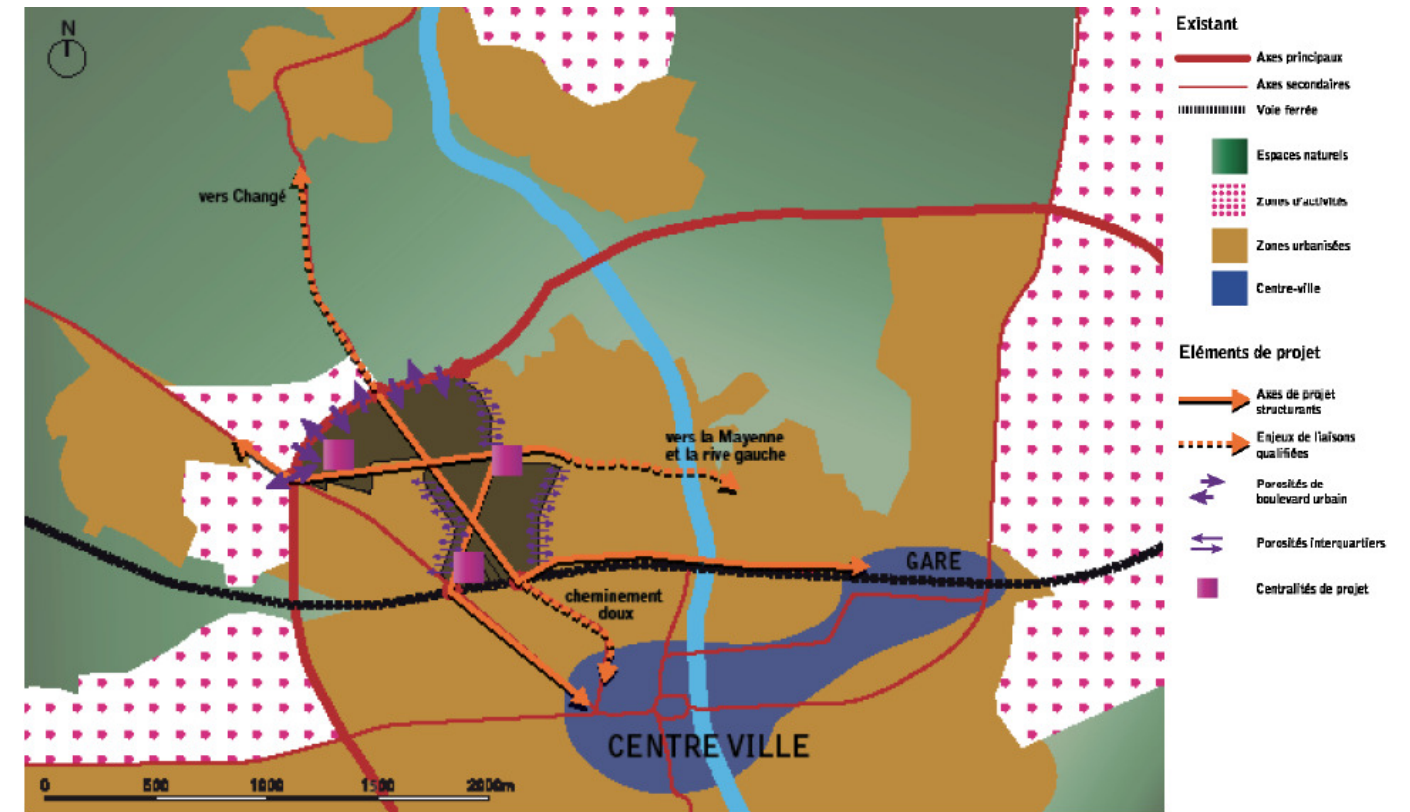 N
vers Changé
vers la Mayenne
et la rive gauche
GARE
cheminement
doux
CENTRE VILLE
0 500 1000 1500 2000m
Existant
Axes principaux
Axes secondaires
Voie ferrée
Espaces naturels
Zones d'activités
Zones urbanisées
Centre-ville
Eléments de projet
Axes de projet
structurants
Enjeux de liaisons
qualifiées
Porosités de
boulevard urbain
Porosités interquartiers
Centralités de projet